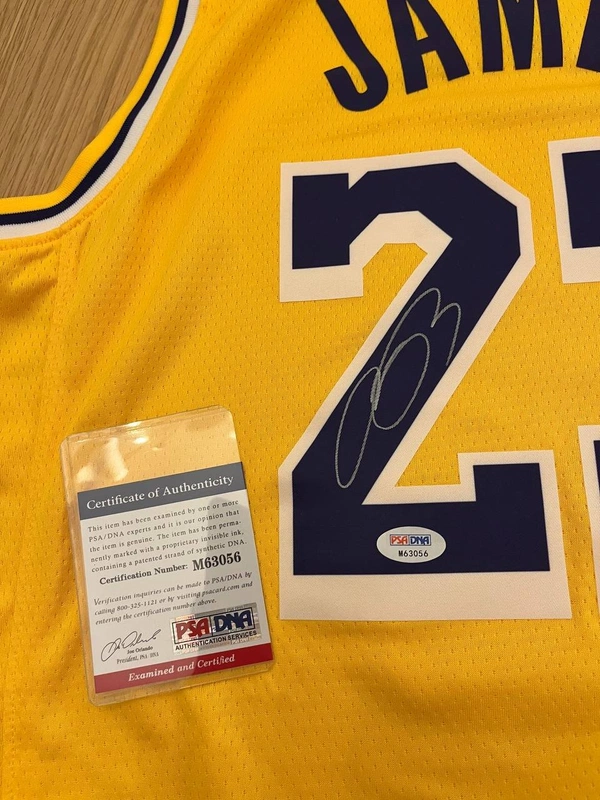 JAM
23
PSA DNA
M63056
Certificate of Authenticity
This item has been examined by one or more
PSA/DNA experts and it is our opinion that
the item is genuine. The item has been perma-
nently marked with a proprietary invisible ink,
containing a patented strand of synthetic DNA.
Certification Number: M63056
Verification inquiries can be made to PSA/DNA by
calling 800-325-1121 or by visiting psacard.com and
entering the certification number above.
PSA DNA
AUTHENTICATION SERVICES
Joe Orlando
President, PSA DNA
Examined and Certified